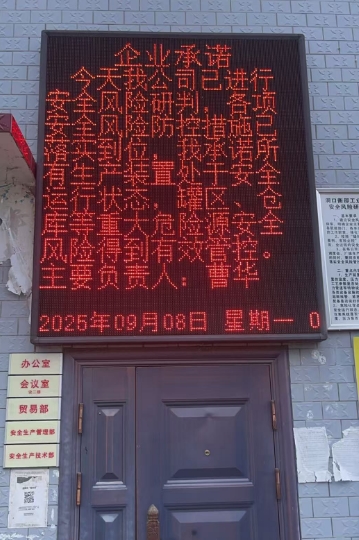 企业承诺
今天我公司已进行
安全风险研判，各项
安全风险防控措施已
落实到位，我承诺所
有生产装置处于安全
运行状态，罐区、仓
库等重大危险源安全
风险得到有效管控。
主要负责人：曹华
2025年09月08日 星期一 0
办公室
会议室
贸易部
安全生产管理部
安全生产技术部